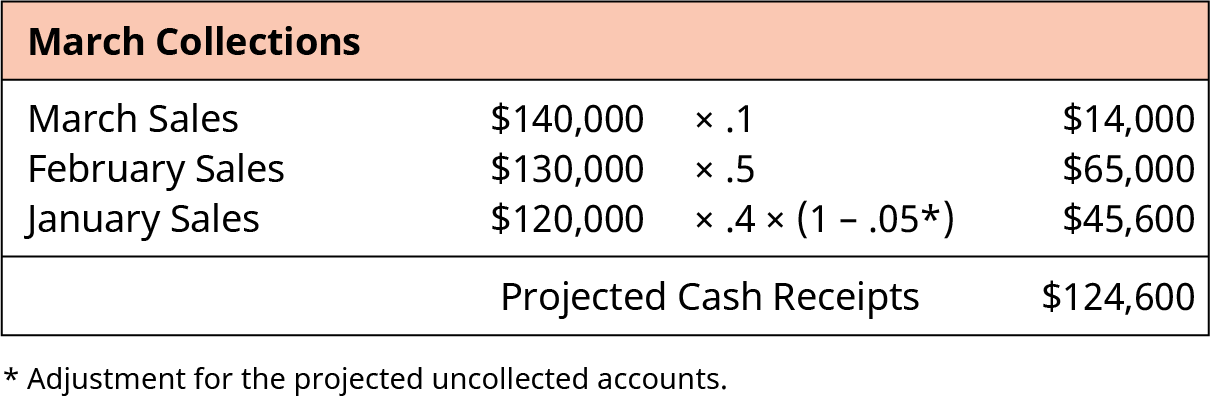 March Collections
March Sales $140,000 × .1 $14,000
February Sales $130,000 × .5 $65,000
January Sales $120,000 × .4 × (1 – .05*) $45,600
Projected Cash Receipts $124,600
* Adjustment for the projected uncollected accounts.